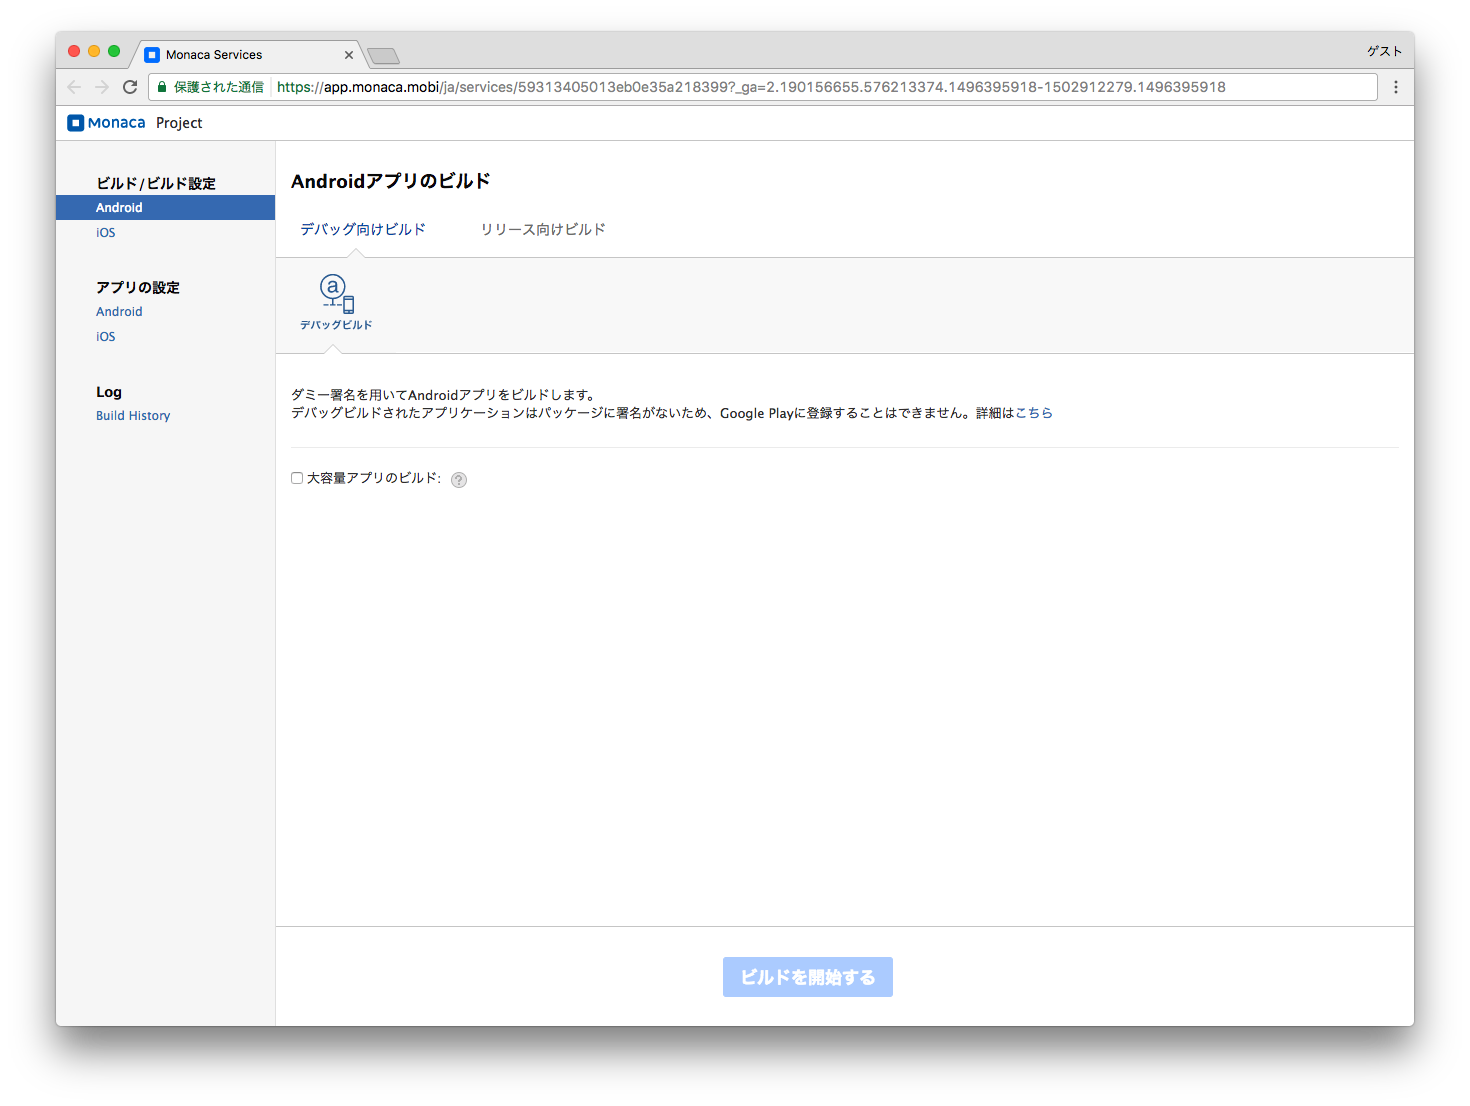 Monaca Services
ゲスト
保護された通信 https://app.monaca.mobi/ja/services/59313405013eb0e35a218399?_ga=2.190156655.576213374.1496395918-1502912279.1496395918
Monaca Project
ビルド/ビルド設定
Android
iOS
アプリの設定
Android
iOS
Log
Build History
Androidアプリのビルド
デバッグ向けビルド リリース向けビルド
a
デバッグビルド
ダミー署名を用いてAndroidアプリをビルドします。
デバッグビルドされたアプリケーションはパッケージに署名がないため、Google Playに登録することはできません。詳細はこちら
大容量アプリのビルド: ?
ビルドを開始する